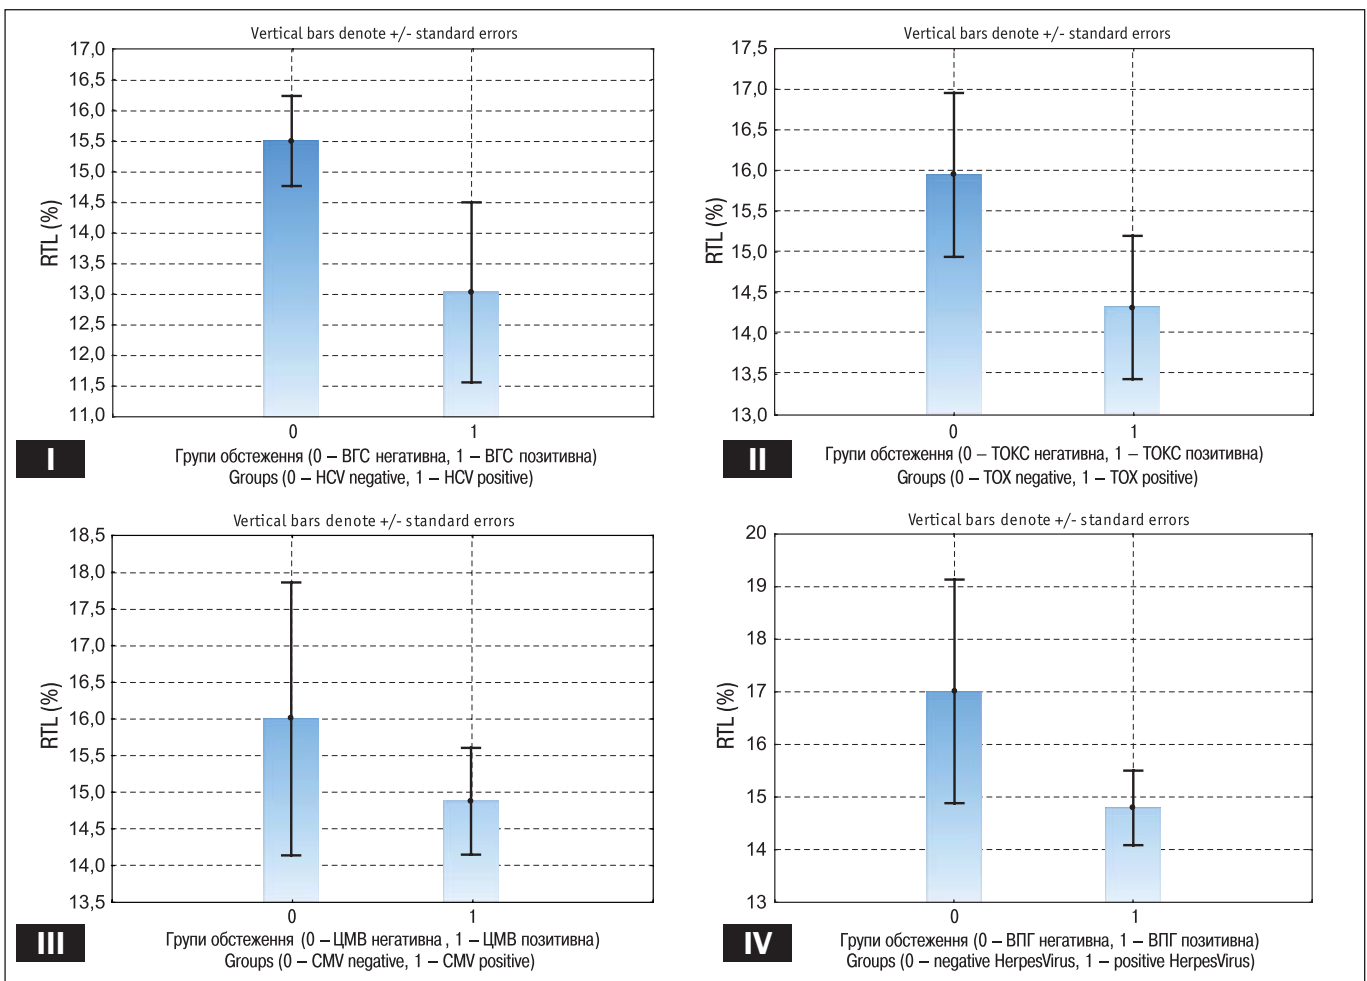 Vertical bars denote +/- standard errors
17,0
16,5
16,0
15,5
15,0
14,5
14,0
13,5
13,0
12,5
12,0
11,5
11,0
RTL (%)
0
1
I
Групи обстеження (0 – ВГС негативна, 1 – ВГС позитивна)
Groups (0 – HCV negative, 1 – HCV positive)
Vertical bars denote +/- standard errors
17,5
17,0
16,5
16,0
15,5
15,0
14,5
14,0
13,5
13,0
RTL (%)
0
1
II
Групи обстеження (0 – ТОКС негативна, 1 – ТОКС позитивна)
Groups (0 – TOX negative, 1 – TOX positive)
Vertical bars denote +/- standard errors
18,5
18,0
17,5
17,0
16,5
16,0
15,5
15,0
14,5
14,0
13,5
RTL (%)
0
1
III
Групи обстеження (0 – ЦМВ негативна , 1 – ЦМВ позитивна)
Groups (0 – CMV negative, 1 – CMV positive)
Vertical bars denote +/- standard errors
20
19
18
17
16
15
14
13
RTL (%)
0
1
IV
Групи обстеження (0 – ВПГ негативна, 1 – ВПГ позитивна)
Groups (0 – negative HerpesVirus, 1 – positive HerpesVirus)